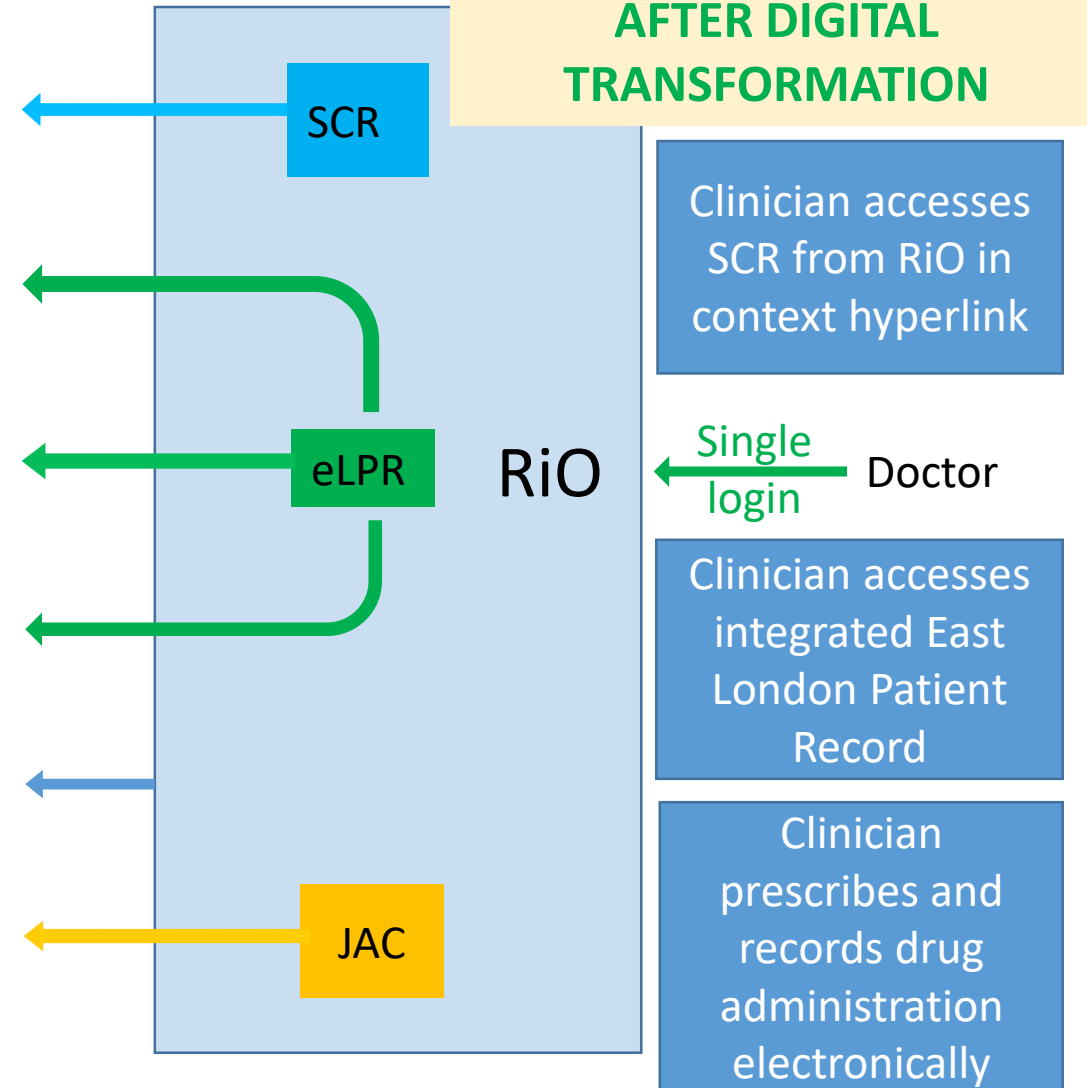 AFTER DIGITAL
TRANSFORMATION
SCR
Clinician accesses
SCR from RiO in
context hyperlink
eLPR
RiO
Single
login
Doctor
Clinician accesses
integrated East
London Patient
Record
JAC
Clinician
prescribes and
records drug
administration
electronically